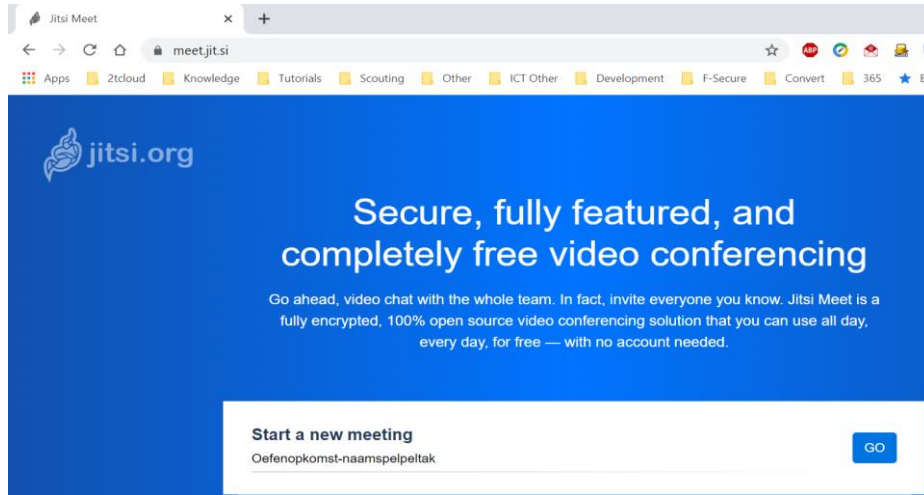 Jitsi Meet
meet.jit.si
ABP
Apps 2tcloud Knowledge Tutorials Scouting Other ICT Other Development F-Secure Convert 365
jitsi.org
Secure, fully featured, and
completely free video conferencing
Go ahead, video chat with the whole team. In fact, invite everyone you know. Jitsi Meet is a
fully encrypted, 100% open source video conferencing solution that you can use all day,
every day, for free — with no account needed.
Start a new meeting
Oefenopkomst-naamspelpeltak
GO